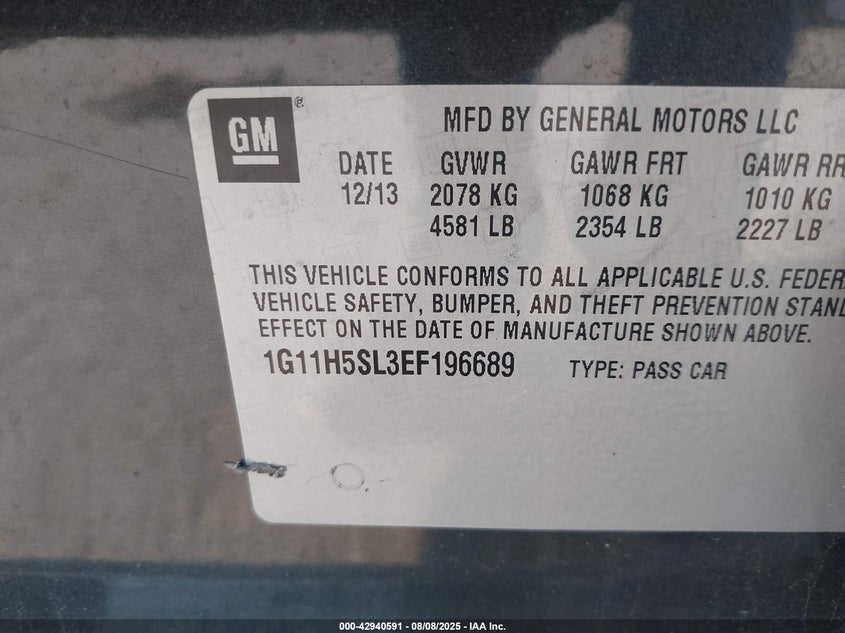 GM ®
MFD BY GENERAL MOTORS LLC
DATE GVWR GAWR FRT GAWR RR
12/13 2078 KG 1068 KG 1010 KG
4581 LB 2354 LB 2227 LB
THIS VEHICLE CONFORMS TO ALL APPLICABLE U.S. FEDER
VEHICLE SAFETY, BUMPER, AND THEFT PREVENTION STAN
EFFECT ON THE DATE OF MANUFACTURE SHOWN ABOVE.
1G11H5SL3EF196689 TYPE: PASS CAR
000-42940591 - 08/08/2025 - IAA Inc.